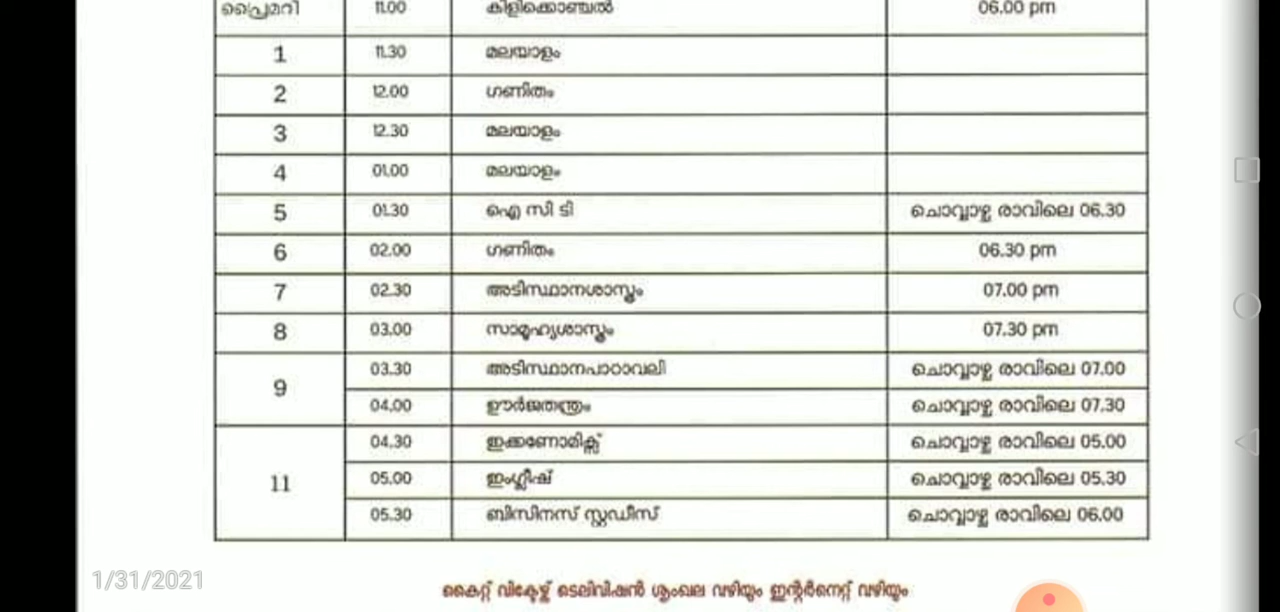 പ്രൈമറി 11.00 കിളിക്കൊഞ്ചൽ 06.00 pm
1 11.30 മലയാളം
2 12.00 ഗണിതം
3 12.30 മലയാളം
4 01.00 മലയാളം
5 01.30 ഐ സി ടി ചൊവ്വാഴ്ച രാവിലെ 06.30
6 02.00 ഗണിതം 06.30 pm
7 02.30 അടിസ്ഥാനശാസ്ത്രം 07.00 pm
8 03.00 സാമൂഹ്യശാസ്ത്രം 07.30 pm
9 03.30 അടിസ്ഥാനപാഠാവലി ചൊവ്വാഴ്ച രാവിലെ 07.00
04.00 ഊർജതന്ത്രം ചൊവ്വാഴ്ച രാവിലെ 07.30
11 04.30 ഇക്കണോമിക്സ് ചൊവ്വാഴ്ച രാവിലെ 05.00
05.00 ഇംഗ്ലീഷ് ചൊവ്വാഴ്ച രാവിലെ 05.30
05.30 ബിസിനസ് സ്റ്റഡീസ് ചൊവ്വാഴ്ച രാവിലെ 06.00
1/31/2021
കൈറ്റ് വിക്ടേഴ്സ് ടെലിവിഷൻ ശൃംഖല വഴിയും ഇന്റർനെറ്റ് വഴിയും